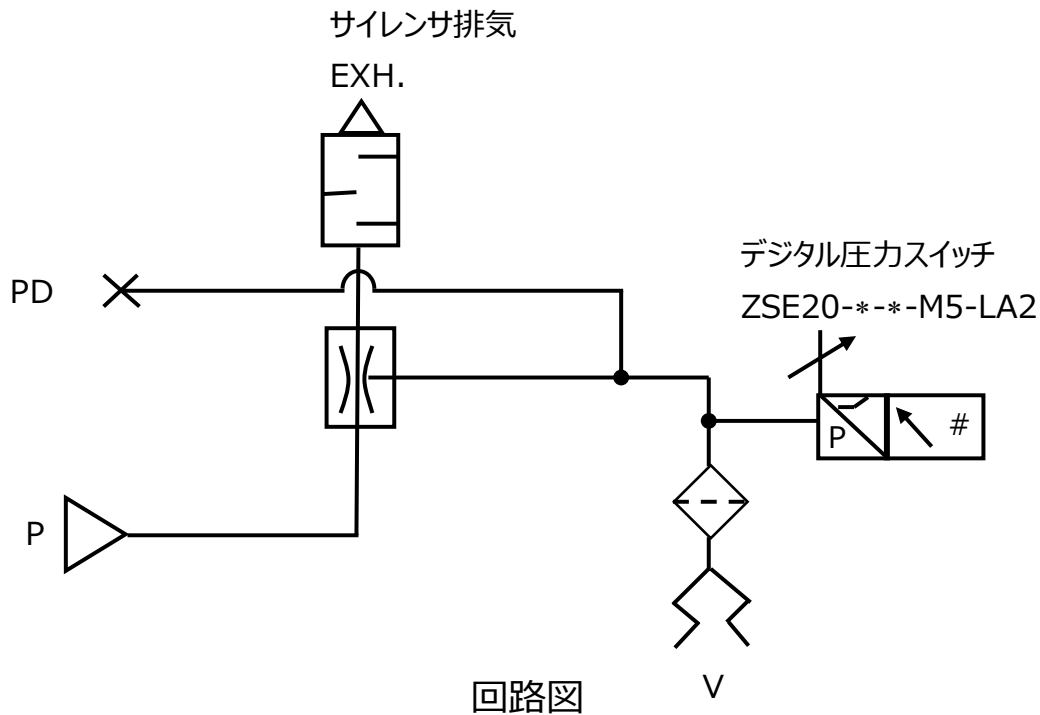 サイレンサ排気
EXH.
デジタル圧力スイッチ
ZSE20-*-*-M5-LA2
PD
P #
P
V
回路図